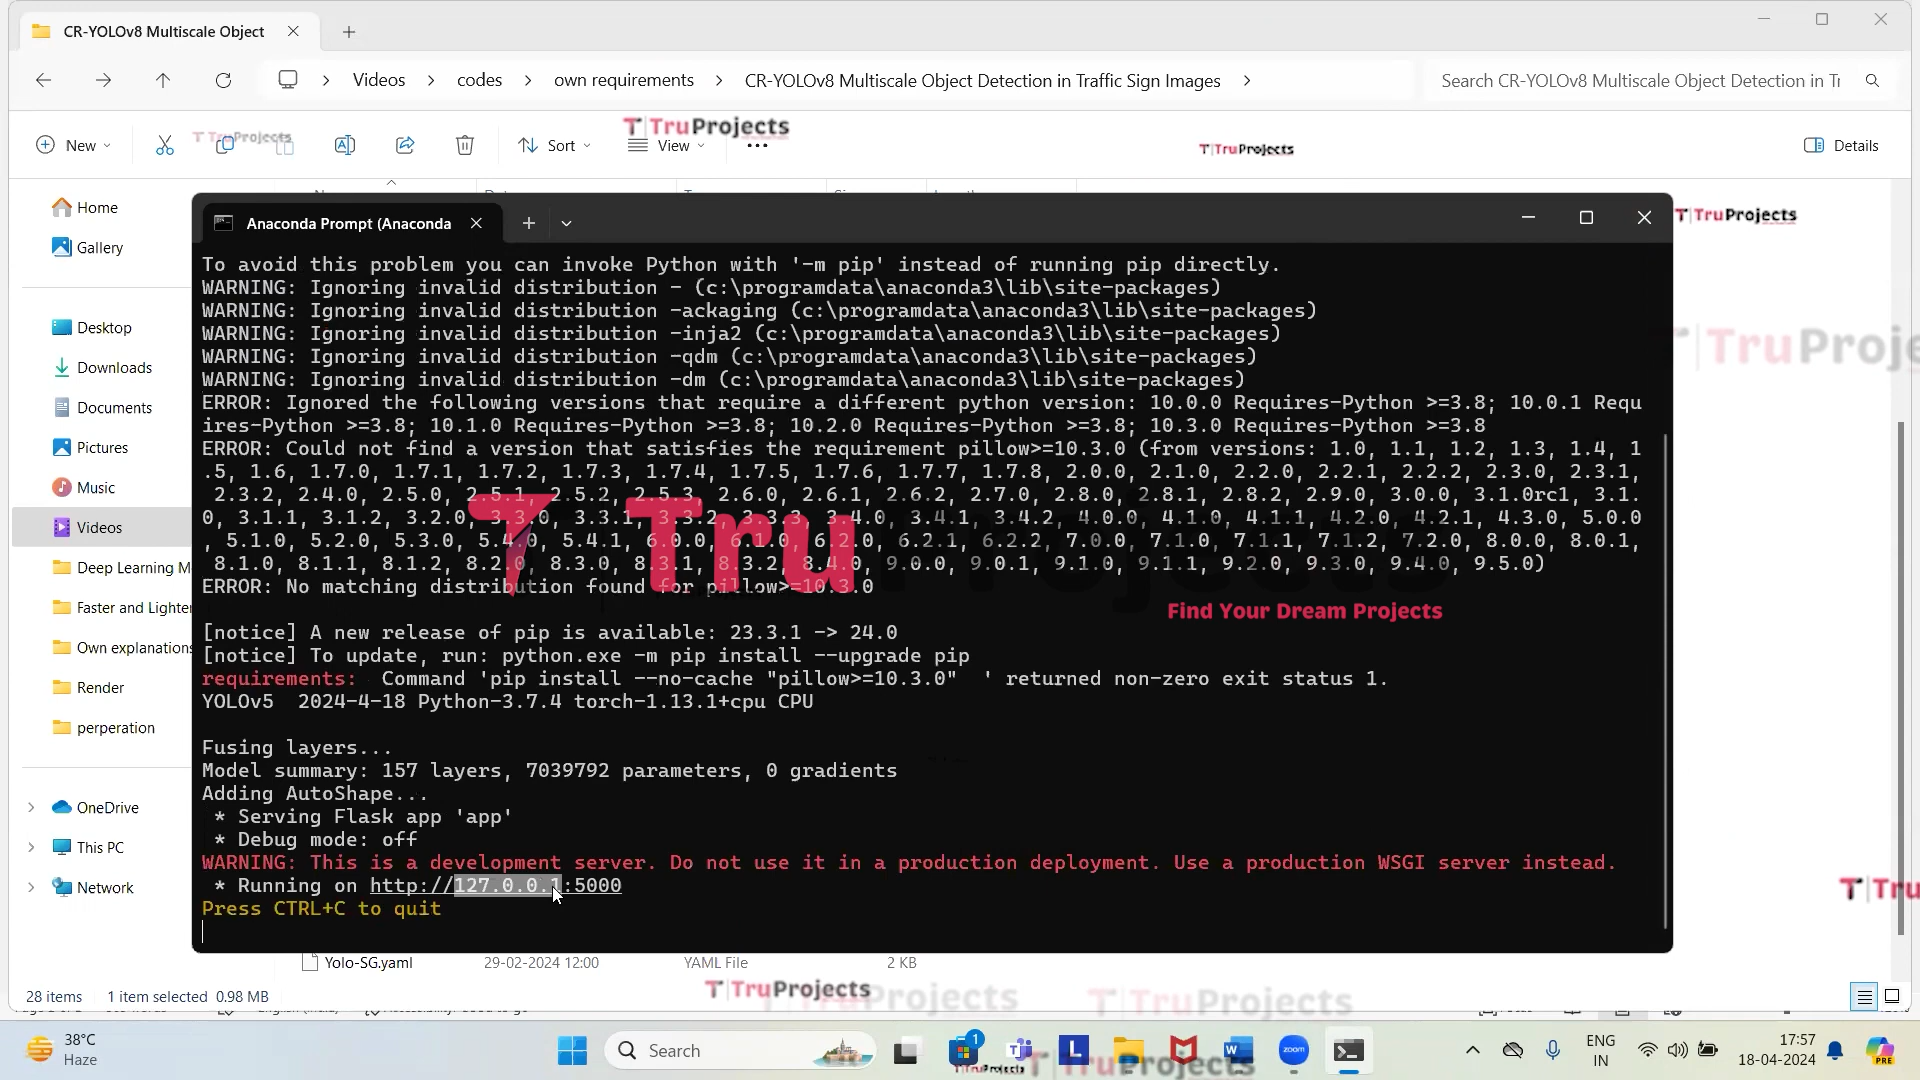 CR-YOLOv8 Multiscale Object
Videos > codes > own requirements > CR-YOLOv8 Multiscale Object Detection in Traffic Sign Images >
Search CR-YOLOv8 Multiscale Object Detection in Tr
New
Sort
View
Details
TruProjects
TruProjects
TruProjects
Home
Gallery
Desktop
Downloads
Documents
Pictures
Music
Videos
Deep Learning M
Faster and Lighter
Own explanations
Render
perperation
OneDrive
This PC
Network
Anaconda Prompt (Anaconda
TruProjects
TruProj
To avoid this problem you can invoke Python with '-m pip' instead of running pip directly.
WARNING: Ignoring invalid distribution - (c:\programdata\anaconda3\lib\site-packages)
WARNING: Ignoring invalid distribution -ackaging (c:\programdata\anaconda3\lib\site-packages)
WARNING: Ignoring invalid distribution -inja2 (c:\programdata\anaconda3\lib\site-packages)
WARNING: Ignoring invalid distribution -qdm (c:\programdata\anaconda3\lib\site-packages)
WARNING: Ignoring invalid distribution -dm (c:\programdata\anaconda3\lib\site-packages)
ERROR: Ignored the following versions that require a different python version: 10.0.0 Requires-Python >=3.8; 10.0.1 Requ
ires-Python >=3.8; 10.1.0 Requires-Python >=3.8; 10.2.0 Requires-Python >=3.8; 10.3.0 Requires-Python >=3.8
ERROR: Could not find a version that satisfies the requirement pillow>=10.3.0 (from versions: 1.0, 1.1, 1.2, 1.3, 1.4, 1
.5, 1.6, 1.7.0, 1.7.1, 1.7.2, 1.7.3, 1.7.4, 1.7.5, 1.7.6, 1.7.7, 1.7.8, 2.0.0, 2.1.0, 2.2.0, 2.2.1, 2.2.2, 2.3.0, 2.3.1,
2.3.2, 2.4.0, 2.5.0, 2.5.1, 2.5.2, 2.5.3, 2.6.0, 2.6.1, 2.6.2, 2.7.0, 2.8.0, 2.8.1, 2.8.2, 2.9.0, 3.0.0, 3.1.0rc1, 3.1.
0, 3.1.1, 3.1.2, 3.2.0, 3.3.0, 3.3.1, 3.3.2, 3.3.3, 3.4.0, 3.4.1, 3.4.2, 4.0.0, 4.1.0, 4.1.1, 4.2.0, 4.2.1, 4.3.0, 5.0.0
, 5.1.0, 5.2.0, 5.3.0, 5.4.0, 5.4.1, 6.0.0, 6.1.0, 6.2.0, 6.2.1, 6.2.2, 7.0.0, 7.1.0, 7.1.1, 7.1.2, 7.2.0, 8.0.0, 8.0.1,
8.1.0, 8.1.1, 8.1.2, 8.2.0, 8.3.0, 8.3.1, 8.3.2, 8.4.0, 9.0.0, 9.0.1, 9.1.0, 9.1.1, 9.2.0, 9.3.0, 9.4.0, 9.5.0)
ERROR: No matching distribution found for pillow>=10.3.0
TruProjects
Find Your Dream Projects
[notice] A new release of pip is available: 23.3.1 -> 24.0
[notice] To update, run: python.exe -m pip install --upgrade pip
requirements: Command 'pip install --no-cache "pillow>=10.3.0" ' returned non-zero exit status 1.
YOLOv5 2024-4-18 Python-3.7.4 torch-1.13.1+cpu CPU
Fusing layers...
Model summary: 157 layers, 7039792 parameters, 0 gradients
Adding AutoShape...
* Serving Flask app 'app'
* Debug mode: off
WARNING: This is a development server. Do not use it in a production deployment. Use a production WSGI server instead.
* Running on http://127.0.0.1:5000
Press CTRL+C to quit
Tru
Yolo-SG.yaml 29-02-2024 12:00 YAML File 2 KB
TruProjects
TruProjects
28 items 1 item selected 0.98 MB
38°C
Haze
Search
1
L
W
zoom
TruProjects
TruProjects
ENG
IN
17:57
18-04-2024
PRE